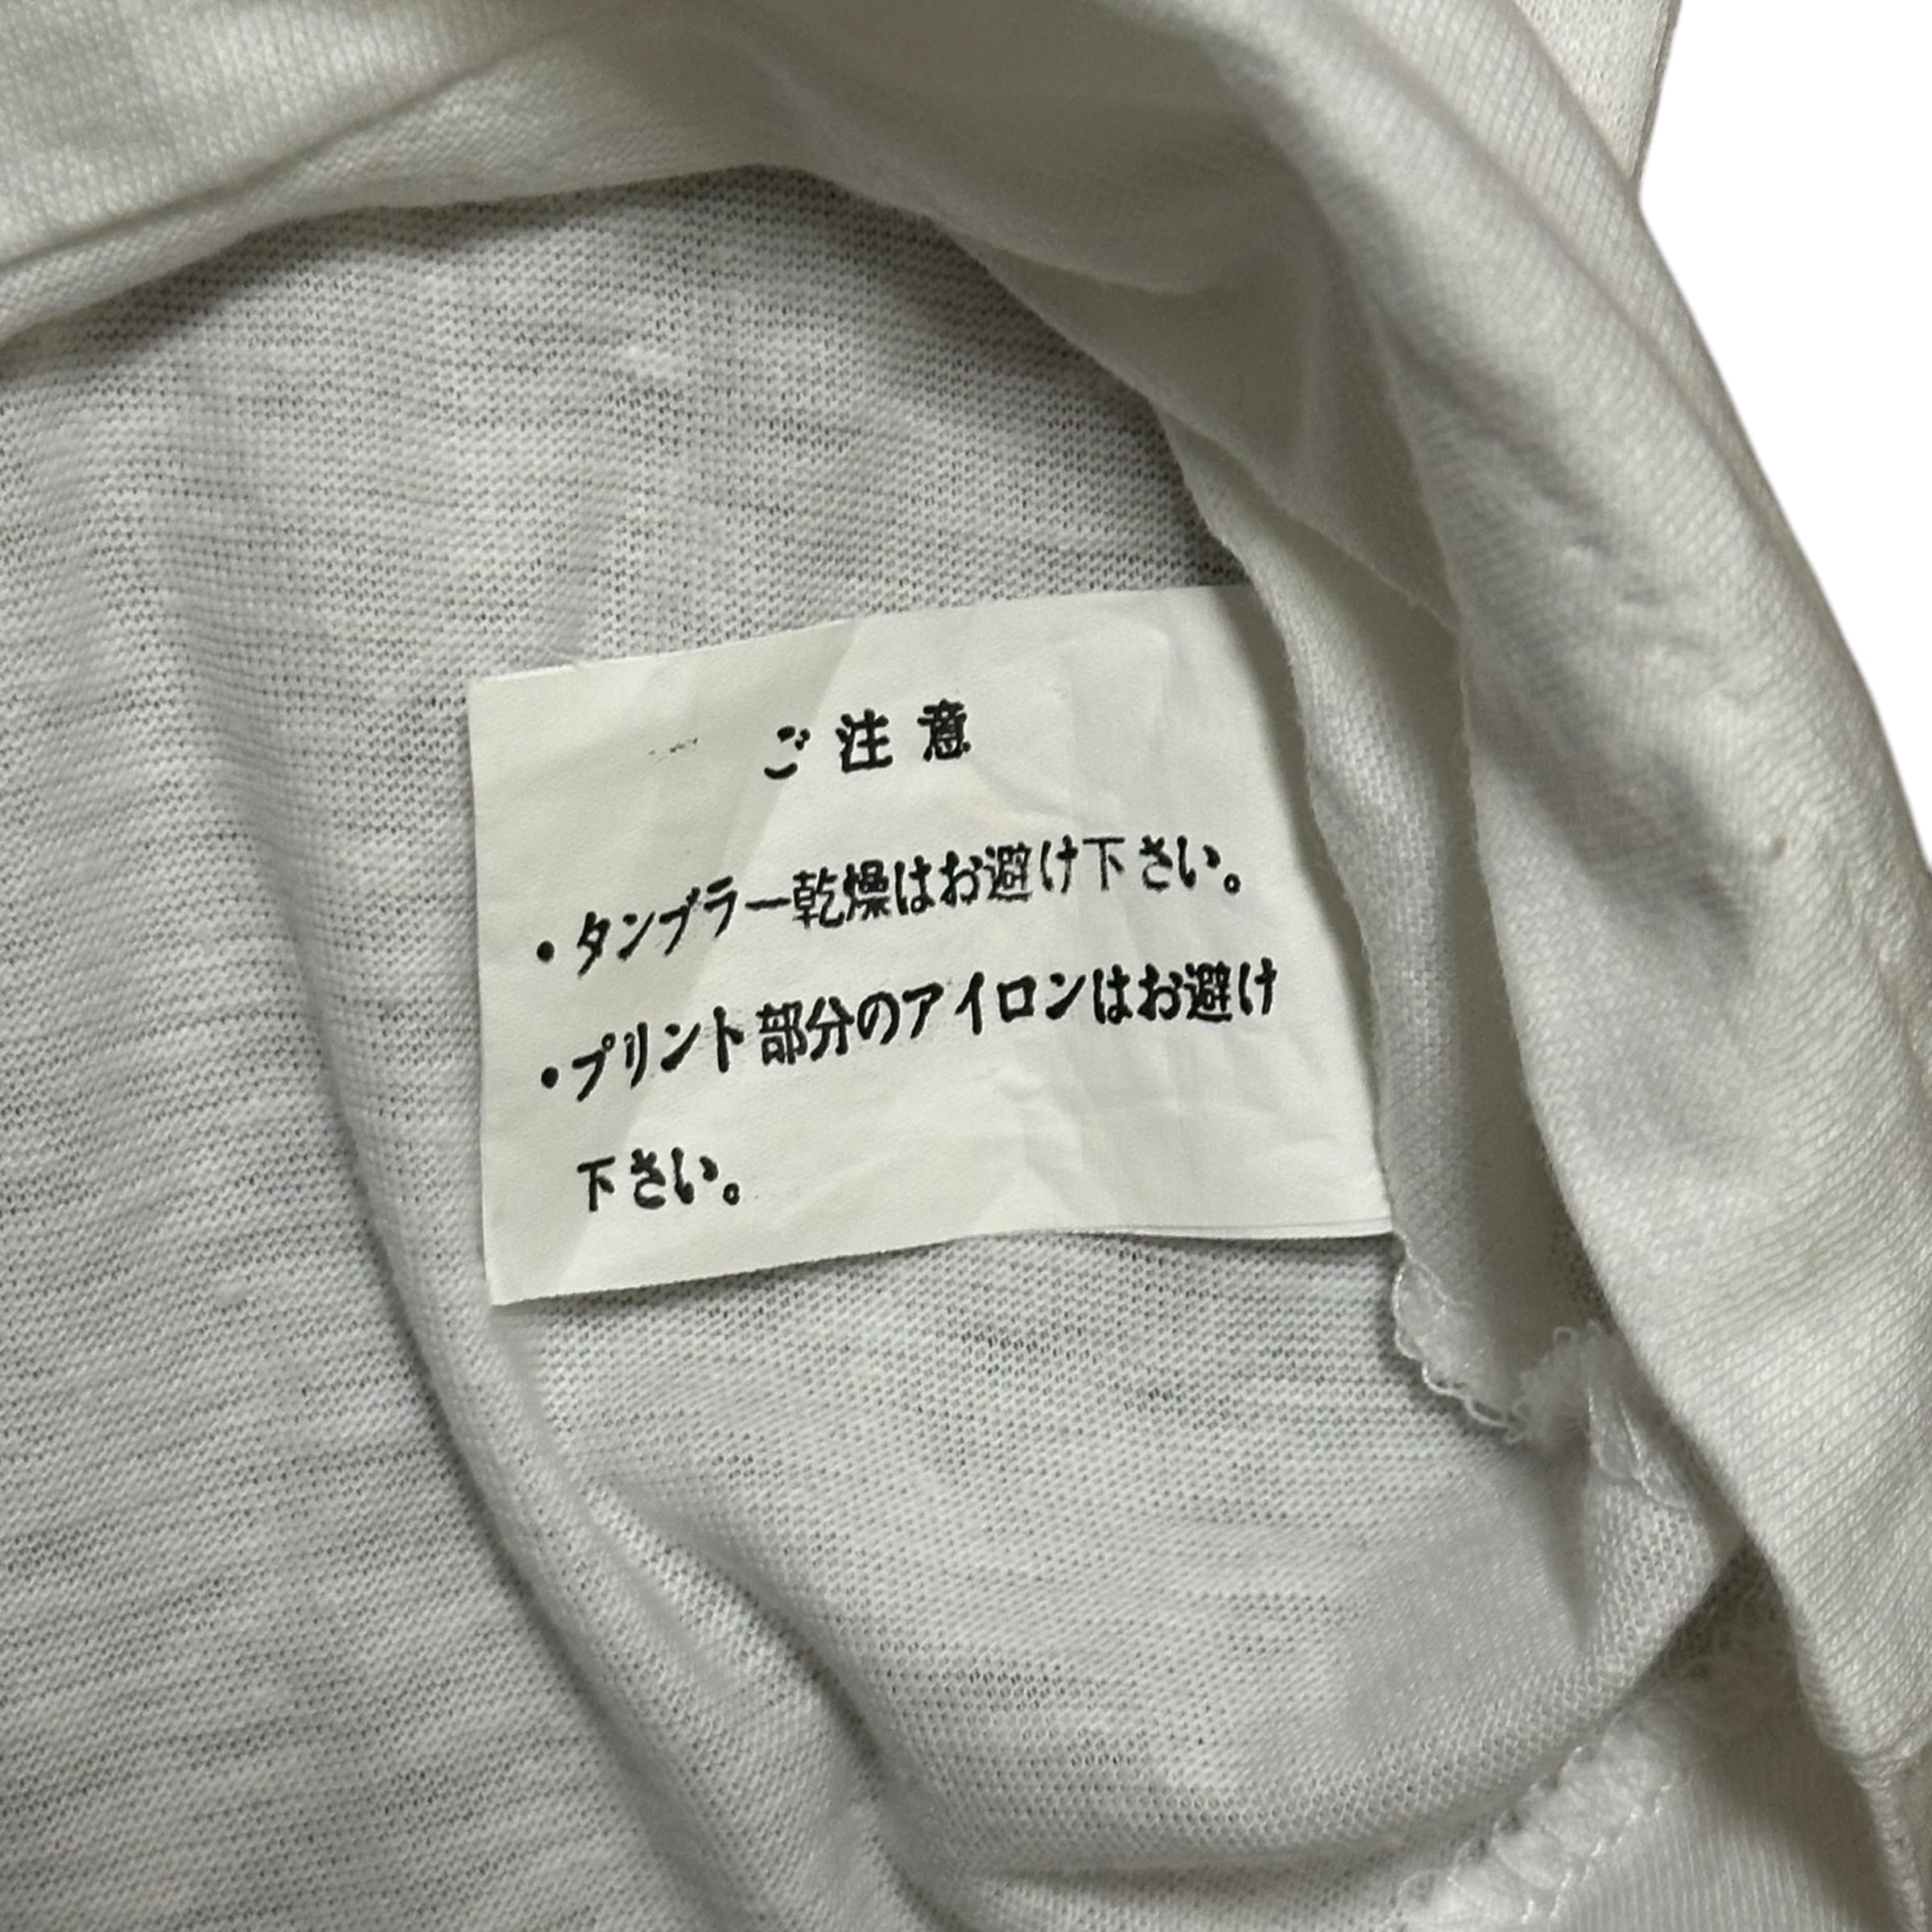 ご注意
・タンブラー乾燥はお避け下さい。
・プリント部分のアイロンはお避け
下さい。